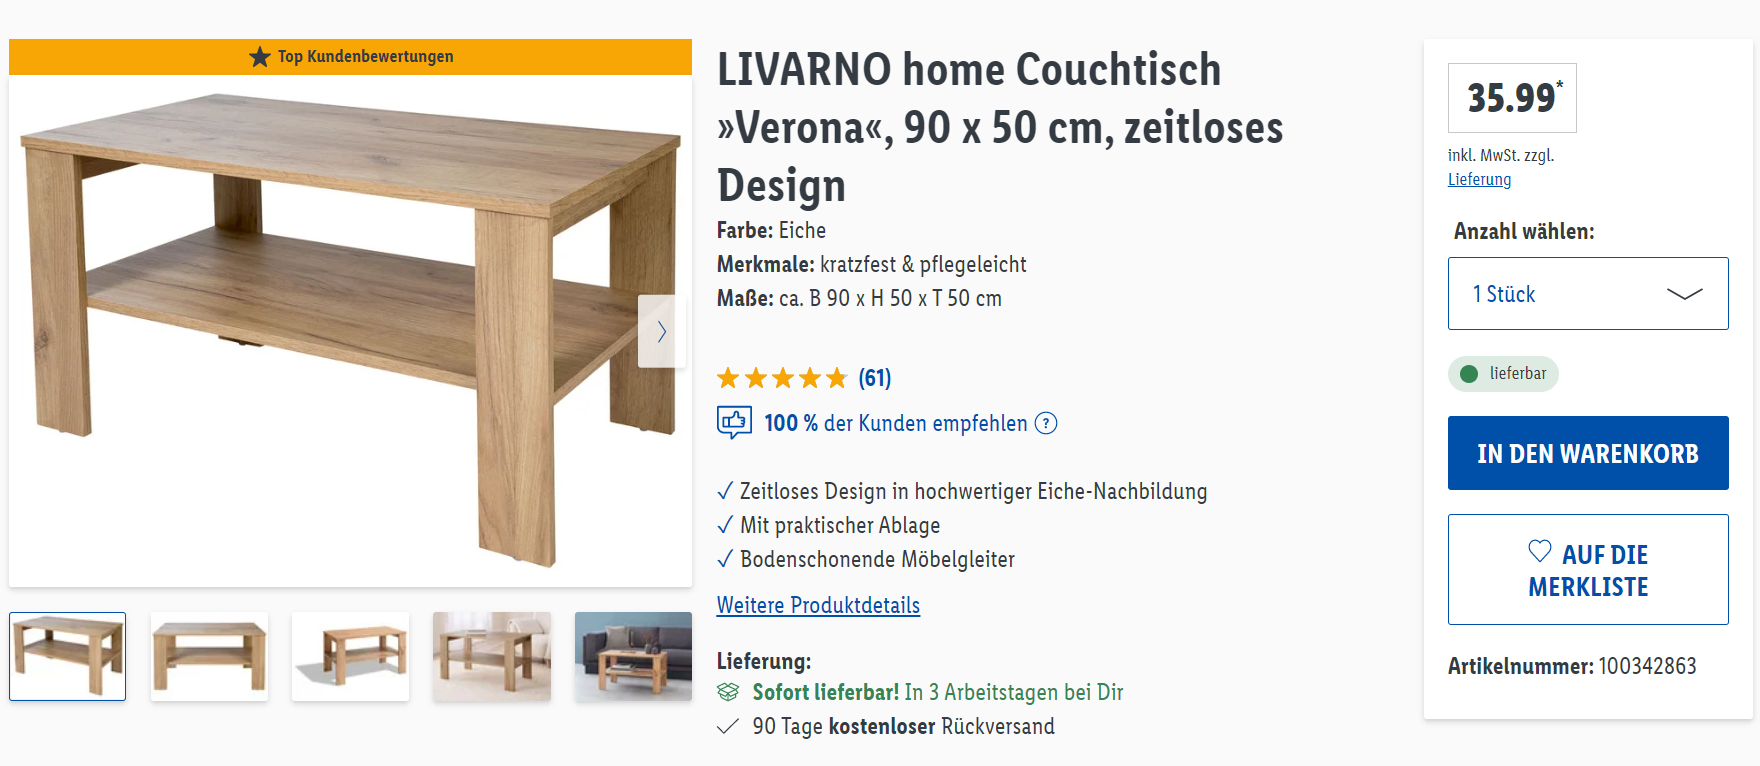 Top Kundenbewertungen
LIVARNO home Couchtisch
»Verona«, 90 x 50 cm, zeitloses
Design
Farbe: Eiche
Merkmale: kratzfest & pflegeleicht
Maße: ca. B 90 x H 50 x T 50 cm
(61)
100 % der Kunden empfehlen ?
Zeitloses Design in hochwertiger Eiche-Nachbildung
Mit praktischer Ablage
Bodenschonende Möbelgleiter
Weitere Produktdetails
Lieferung:
Sofort lieferbar! In 3 Arbeitstagen bei Dir
90 Tage kostenloser Rückversand
35.99*
inkl. MwSt. zzgl.
Lieferung
Anzahl wählen:
1 Stück
lieferbar
IN DEN WARENKORB
AUF DIE
MERKLISTE
Artikelnummer: 100342863